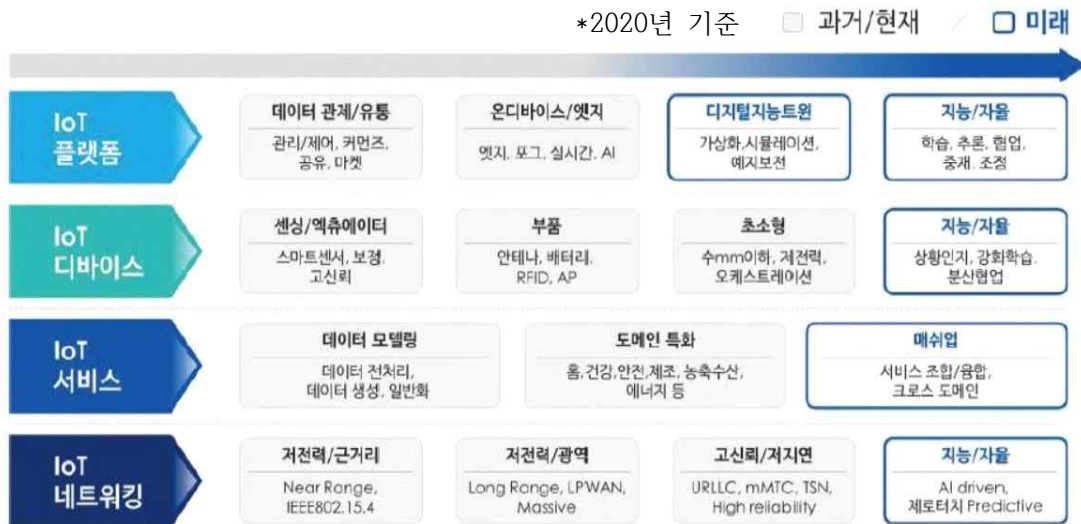 *2020년 기준 과거/현재 / 미래
IoT
플랫폼
데이터 관제/유통
관리/제어, 커먼즈,
공유, 마켓
온디바이스/엣지
엣지, 포그, 실시간, AI
디지털지능트윈
가상화,시뮬레이션,
예지보전
지능/자율
학습, 추론, 협업,
중재, 조정
IoT
디바이스
센싱/엑츄에이터
스마트센서, 보정,
고신뢰
부품
안테나, 배터리,
RFID, AP
초소형
수mm이하, 저전력,
오케스트레이션
지능/자율
상황인지, 강화학습,
분산협업
IoT
서비스
데이터 모델링
데이터 전처리,
데이터 생성, 일반화
도메인 특화
홈,건강,안전,제조, 농축수산,
에너지 등
매쉬업
서비스 조합/융합,
크로스 도메인
IoT
네트워킹
저전력/근거리
Near Range,
IEEE802.15.4
저전력/광역
Long Range, LPWAN,
Massive
고신뢰/저지연
URLLC, mMTC, TSN,
High reliability
지능/자율
AI driven,
제로터치 Predictive